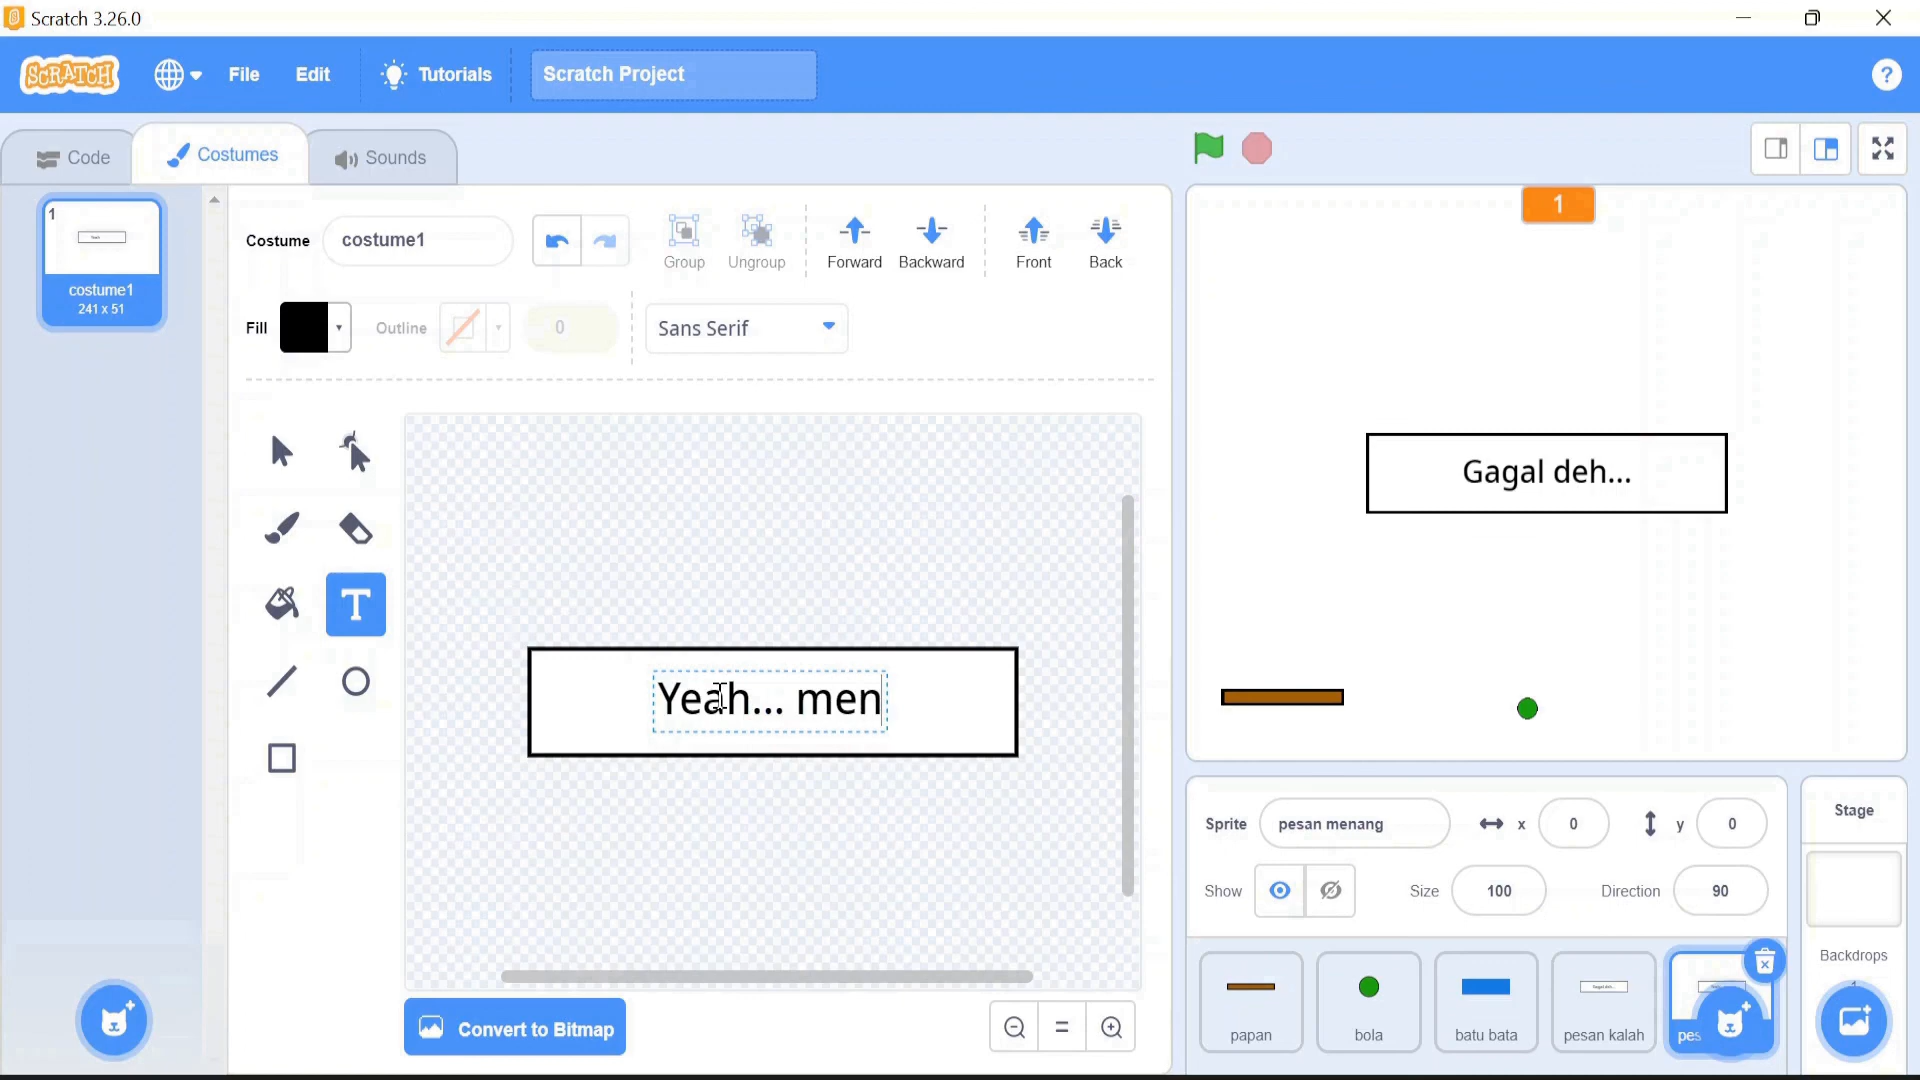 Scratch 3.26.0
SCRATCH File Edit Tutorials Scratch Project ?
Code Costumes Sounds
1
costume1
241 x 51
Costume costume1 Group Ungroup Forward Backward Front Back
Fill Outline 0 Sans Serif
T
Yeah... men
Convert to Bitmap
1
Gagal deh...
Sprite pesan menang x 0 y 0
Show Size 100 Direction 90
papan bola batu bata pesan kalah pes
Stage
Backdrops